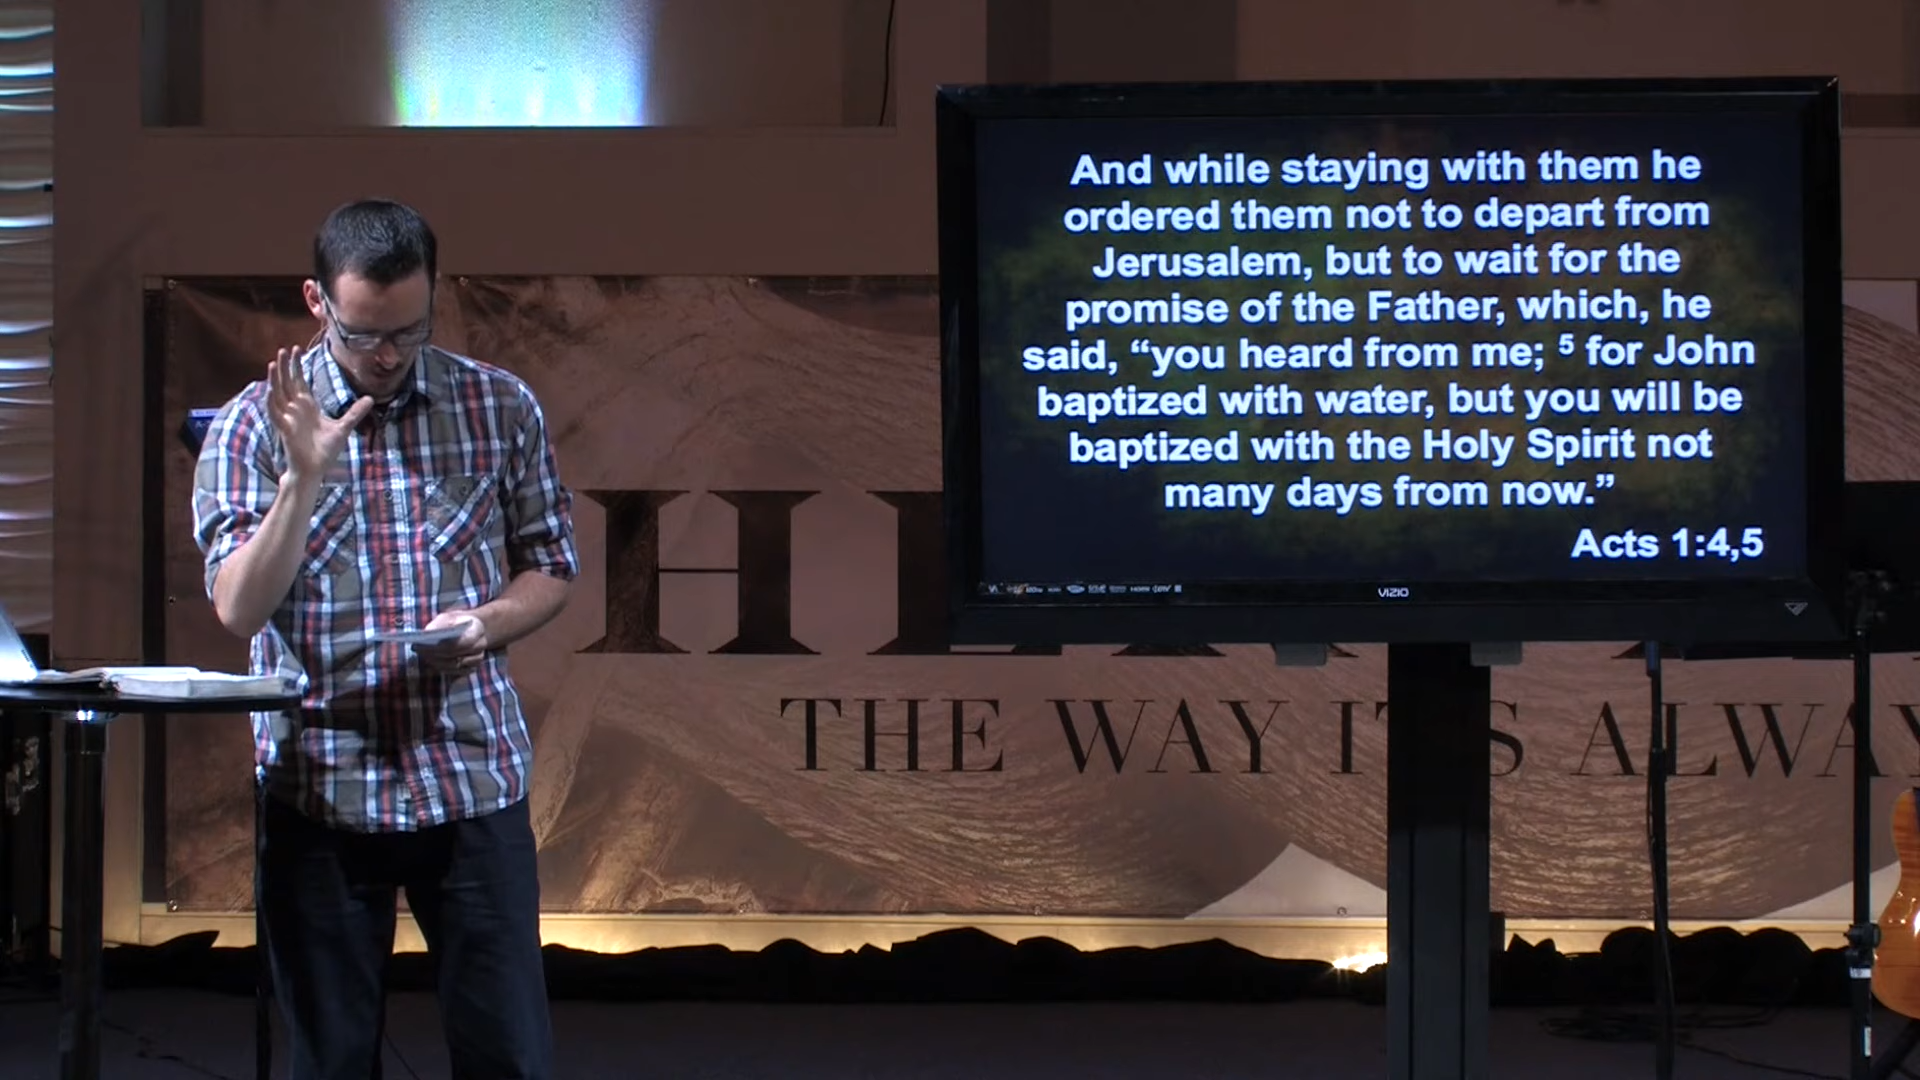 And while staying with them he
ordered them not to depart from
Jerusalem, but to wait for the
promise of the Father, which, he
said, “you heard from me; 5 for John
baptized with water, but you will be
baptized with the Holy Spirit not
many days from now.”
Acts 1:4,5
VIZIO
THE WAY IT'S ALWAY